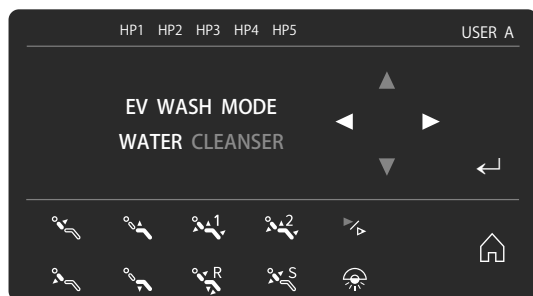 HP1 HP2 HP3 HP4 HP5 USER A
EV WASH MODE
WATER CLEANSER
1 2
R S